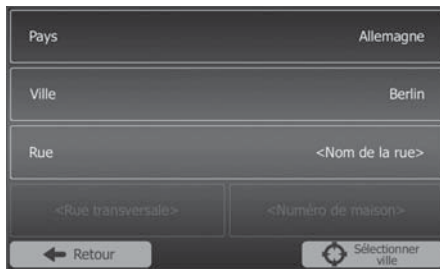 Pays Allemagne
Ville Berlin
Rue <Nom de la rue>
<Rue transversale> <Numéro de maison>
Retour Sélectionner
ville